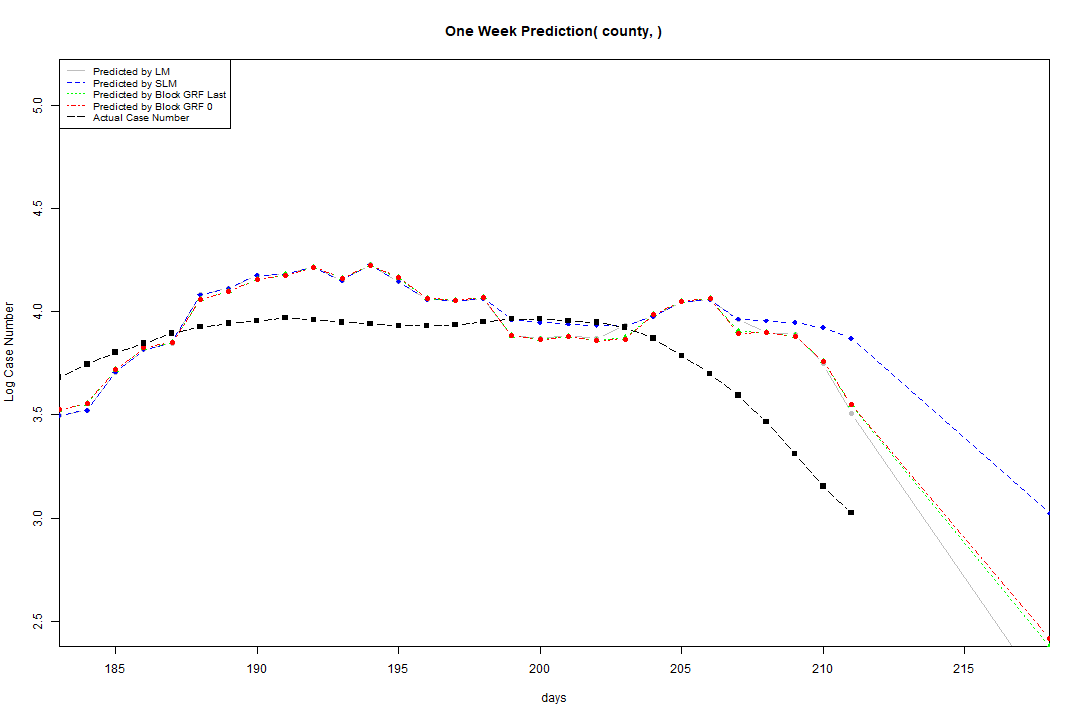 One Week Prediction( county, )
Predicted by LM
Predicted by SLM
Predicted by Block GRF Last
Predicted by Block GRF 0
Actual Case Number
5.0
4.5
4.0
3.5
3.0
2.5
Log Case Number
185 190 195 200 205 210 215
days